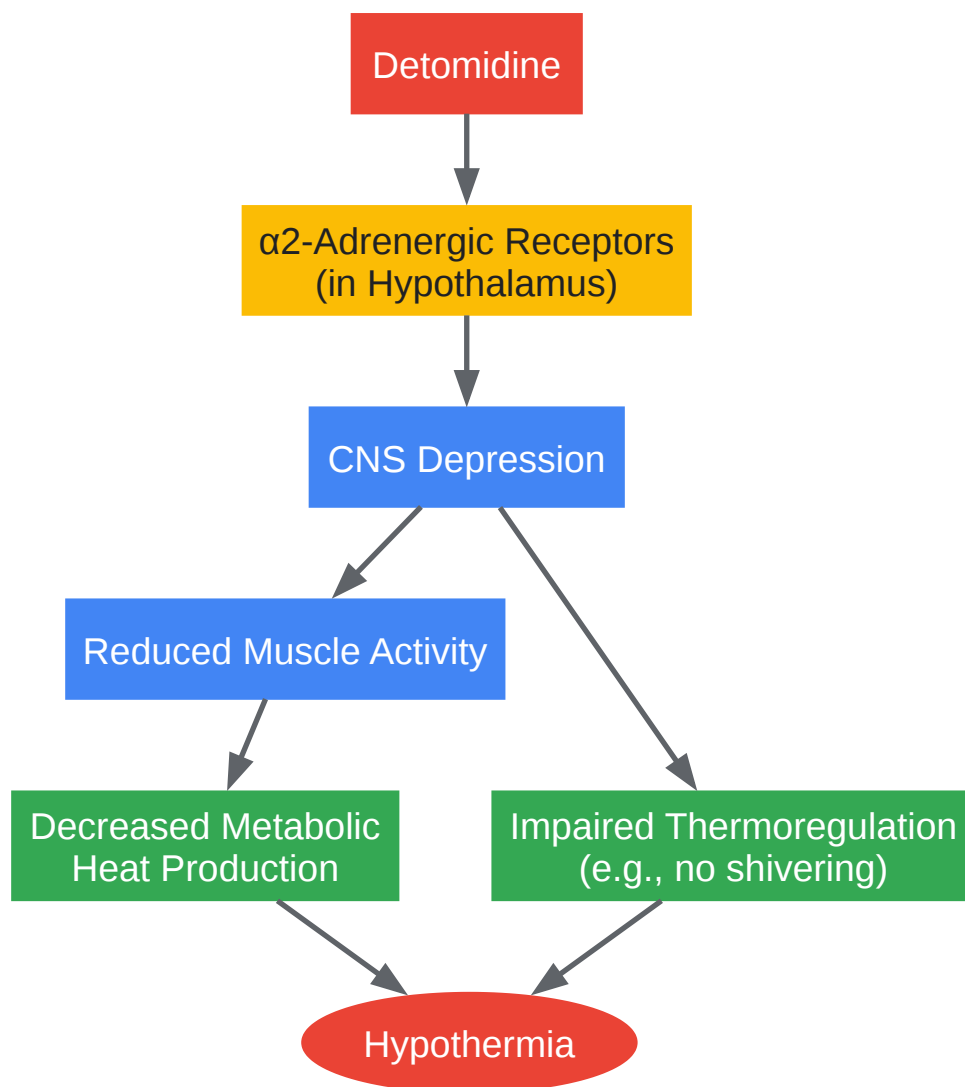 Detomidine
α2-Adrenergic Receptors
(in Hypothalamus)
CNS Depression
Reduced Muscle Activity
Decreased Metabolic
Heat Production
Impaired Thermoregulation
(e.g., no shivering)
Hypothermia